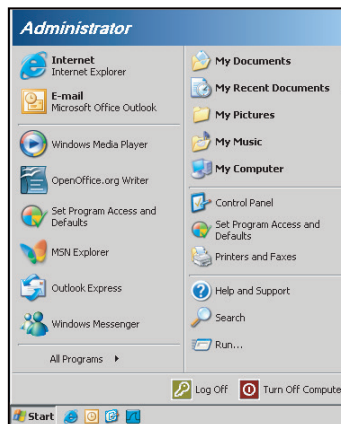 Administrator
Internet
Internet Explorer
E-mail
Microsoft Office Outlook
Windows Media Player
OpenOffice.org Writer
Set Program Access and
Defaults
MSN Explorer
Outlook Express
Windows Messenger
All Programs
My Documents
My Recent Documents
My Pictures
My Music
My Computer
Control Panel
Set Program Access and
Defaults
Printers and Faxes
Help and Support
Search
Run...
Log Off
Turn Off Compute
Start